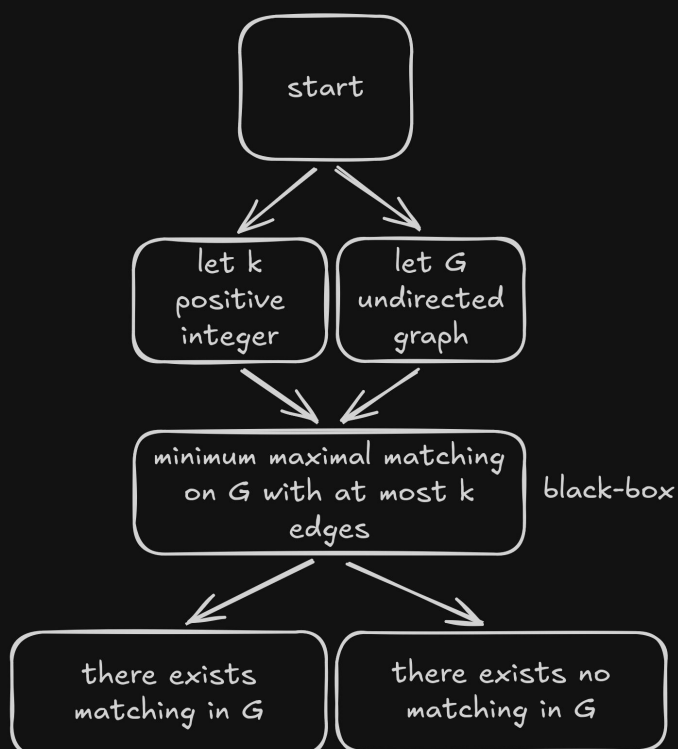 start
let k
positive
integer
let G
undirected
graph
minimum maximal matching
on G with at most k
edges
black-box
there exists
matching in G
there exists no
matching in G